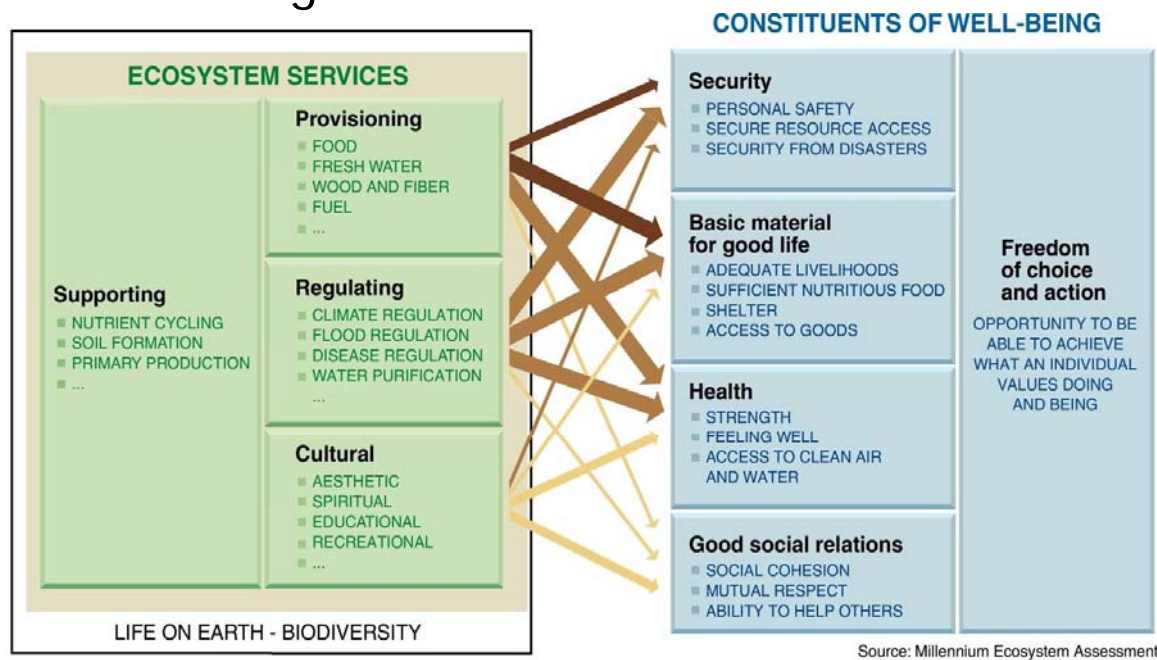 g
CONSTITUENTS OF WELL-BEING
ECOSYSTEM SERVICES
Supporting
■ NUTRIENT CYCLING
■ SOIL FORMATION
■ PRIMARY PRODUCTION
■ ...
Provisioning
■ FOOD
■ FRESH WATER
■ WOOD AND FIBER
■ FUEL
■ ...
Regulating
■ CLIMATE REGULATION
■ FLOOD REGULATION
■ DISEASE REGULATION
■ WATER PURIFICATION
...
Cultural
■ AESTHETIC
■ SPIRITUAL
■ EDUCATIONAL
■ RECREATIONAL
■ ...
LIFE ON EARTH - BIODIVERSITY
Security
■ PERSONAL SAFETY
■ SECURE RESOURCE ACCESS
■ SECURITY FROM DISASTERS
Basic material
for good life
■ ADEQUATE LIVELIHOODS
■ SUFFICIENT NUTRITIOUS FOOD
■ SHELTER
■ ACCESS TO GOODS
Health
■ STRENGTH
■ FEELING WELL
■ ACCESS TO CLEAN AIR
AND WATER
Good social relations
■ SOCIAL COHESION
■ MUTUAL RESPECT
■ ABILITY TO HELP OTHERS
Freedom
of choice
and action
OPPORTUNITY TO BE
ABLE TO ACHIEVE
WHAT AN INDIVIDUAL
VALUES DOING
AND BEING
Source: Millennium Ecosystem Assessment